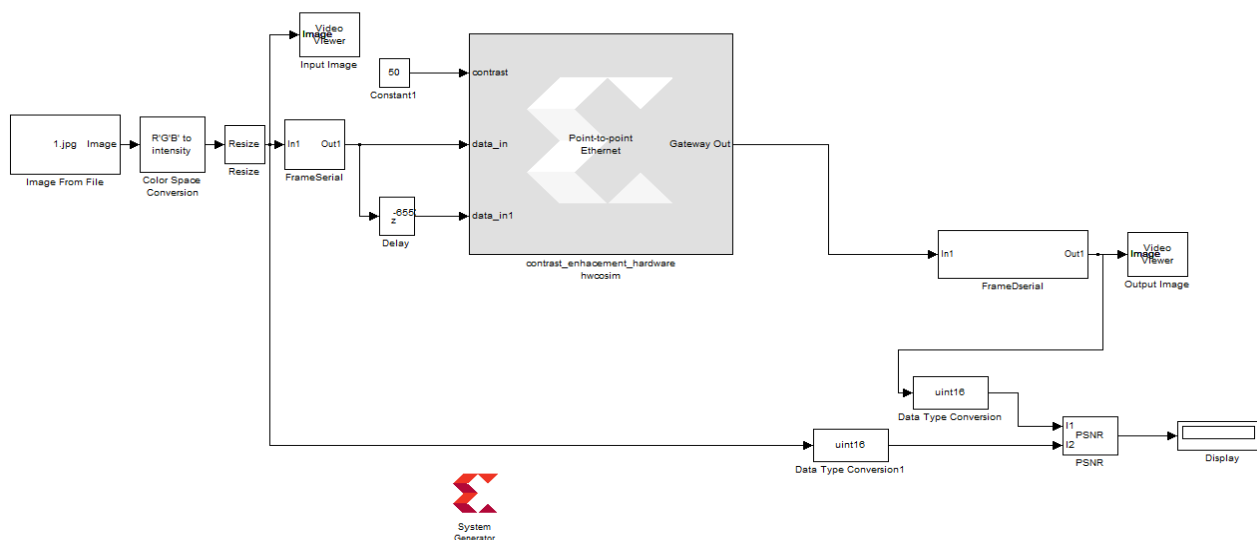 Image
Video
Viewer
Input Image
50
Constant1
contrast
1.jpg Image
Image From File
R'G'B' to
intensity
Color Space
Conversion
Resize
Resize
In1 Out1
FrameSerial
data_in
Point-to-point
Ethernet
Gateway Out
z
Delay
data_in1
contrast_enhacement_hardware
hwcosim
In1 Out1
FrameDserial
Image
Video
Viewer
Output Image
uint16
Data Type Conversion
uint16
Data Type Conversion1
I1
I2
PSNR
PSNR
Display
System
Generator